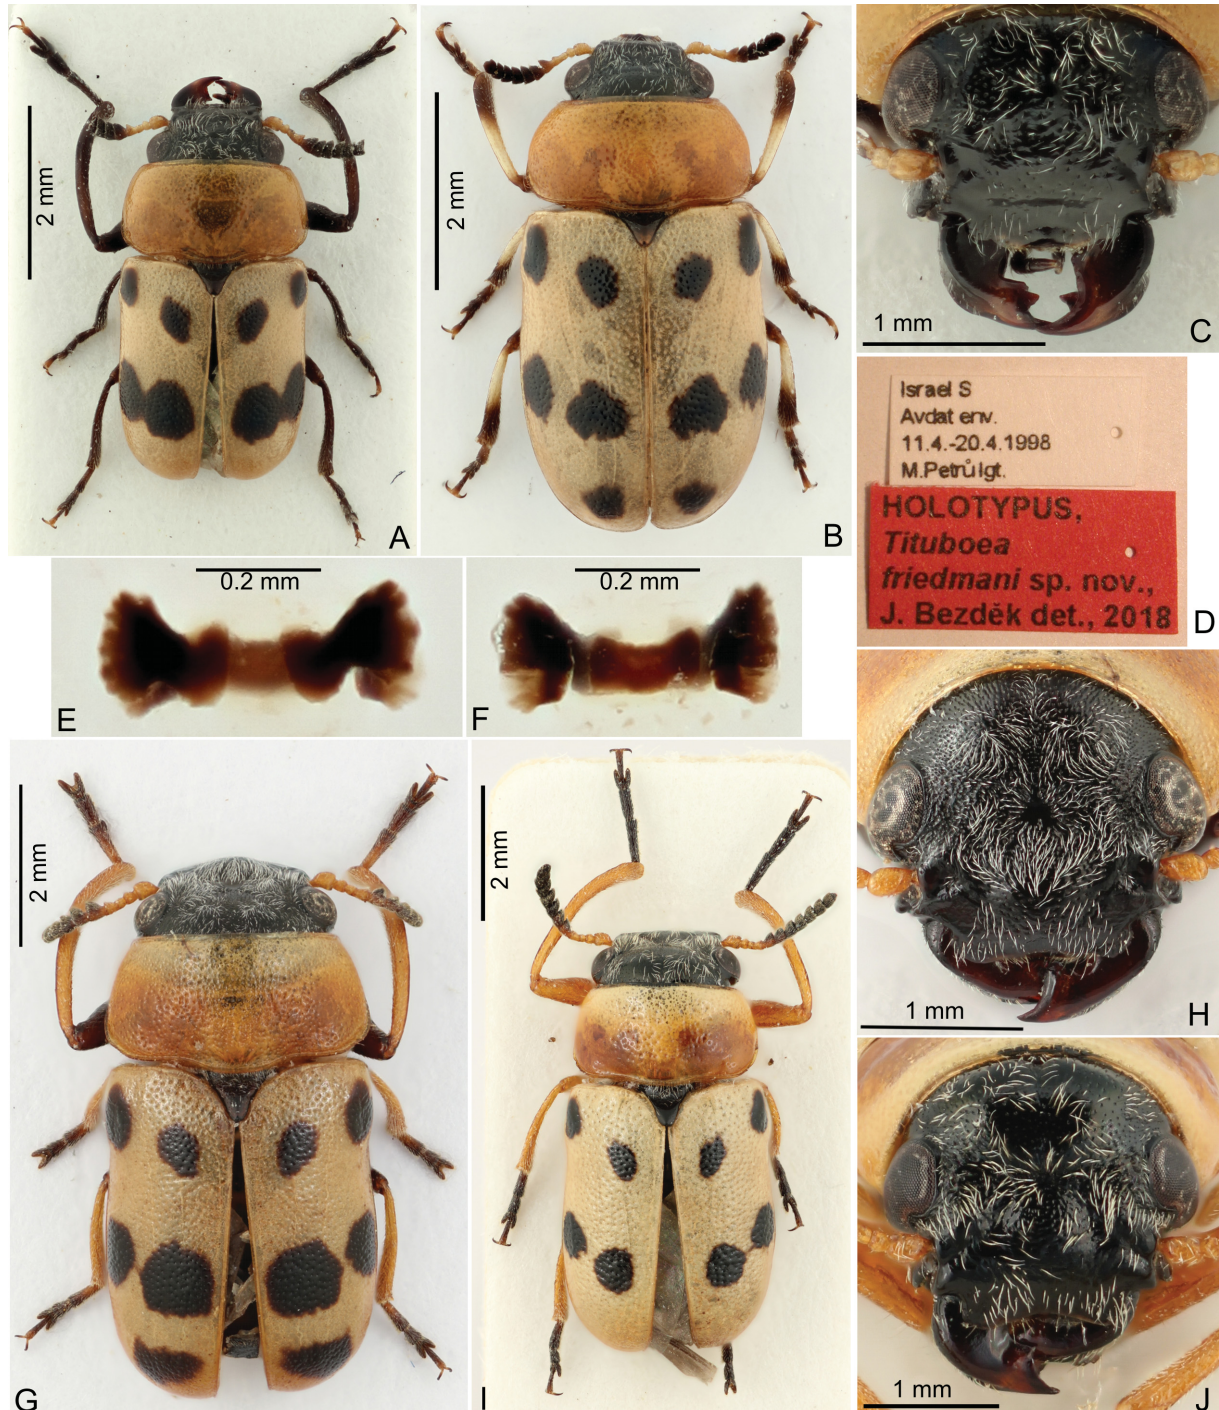 2 mm
A
2 mm
B
1 mm
C
Israel S
Avdat env.
11.4.-20.4.1998
M.Petrů lgt.
HOLOTYPUS,
Tituboea
friedmani sp. nov.,
J. Bezděk det., 2018
D
0.2 mm
E
0.2 mm
F
2 mm
G
2 mm
I
1 mm
H
1 mm
J